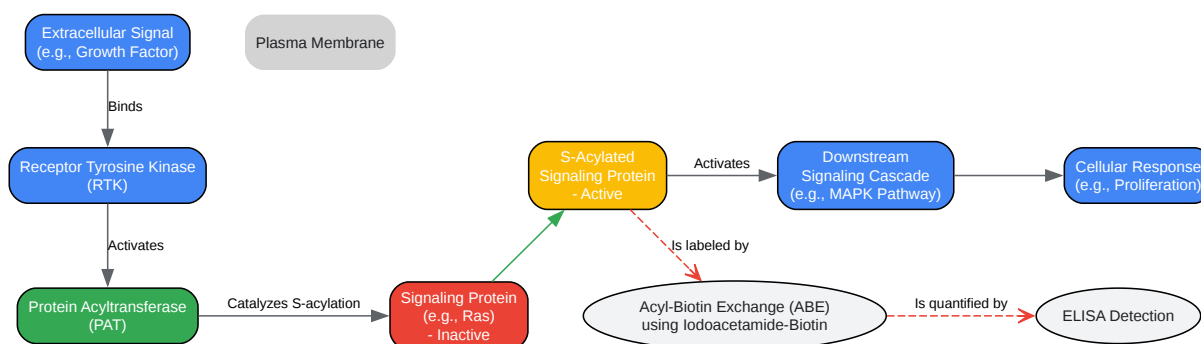 Extracellular Signal
(e.g., Growth Factor)
Plasma Membrane
Binds
Receptor Tyrosine Kinase
(RTK)
S-Acylated
Signaling Protein
- Active
Activates
Downstream
Signaling Cascade
(e.g., MAPK Pathway)
Cellular Response
(e.g., Proliferation)
Activates
Is labeled by
Protein Acyltransferase
(PAT)
Catalyzes S-acylation
Signaling Protein
(e.g., Ras)
- Inactive
Acyl-Biotin Exchange (ABE)
using Iodoacetamide-Biotin
Is quantified by
ELISA Detection